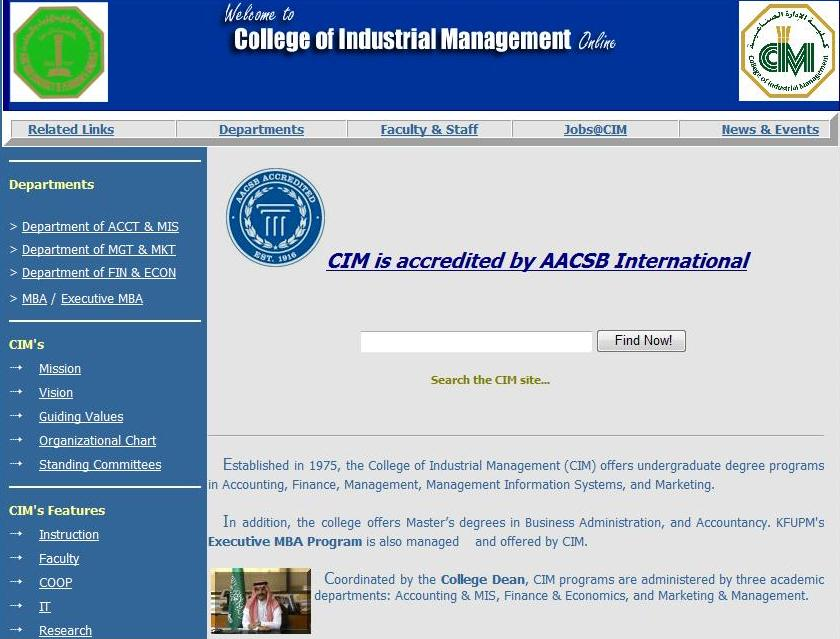 Welcome to
College of Industrial Management Online
CIM
College of Industrial Management
Related Links
Departments
Faculty & Staff
Jobs@CIM
News & Events
Departments
> Department of ACCT & MIS
> Department of MGT & MKT
> Department of FIN & ECON
> MBA / Executive MBA
CIM's
Mission
Vision
Guiding Values
Organizational Chart
Standing Committees
CIM's Features
Instruction
Faculty
COOP
IT
Research
AACSB ACCREDITED
EST. 1916
CIM is accredited by AACSB International
Find Now!
Search the CIM site...
Established in 1975, the College of Industrial Management (CIM) offers undergraduate degree programs
in Accounting, Finance, Management, Management Information Systems, and Marketing.
In addition, the college offers Master's degrees in Business Administration, and Accountancy. KFUPM's
Executive MBA Program is also managed and offered by CIM.
Coordinated by the College Dean, CIM programs are administered by three academic
departments: Accounting & MIS, Finance & Economics, and Marketing & Management.